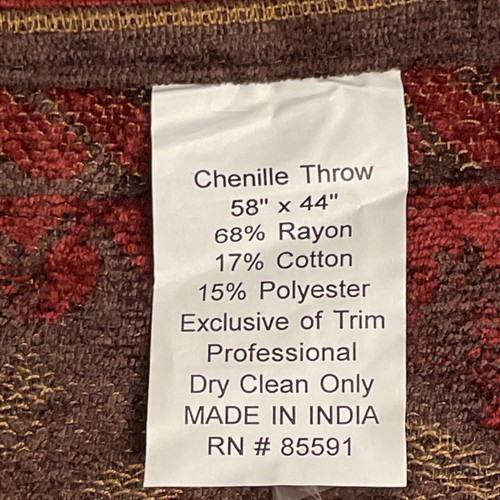 Chenille Throw
58" x 44"
68% Rayon
17% Cotton
15% Polyester
Exclusive of Trim
Professional
Dry Clean Only
MADE IN INDIA
RN # 85591